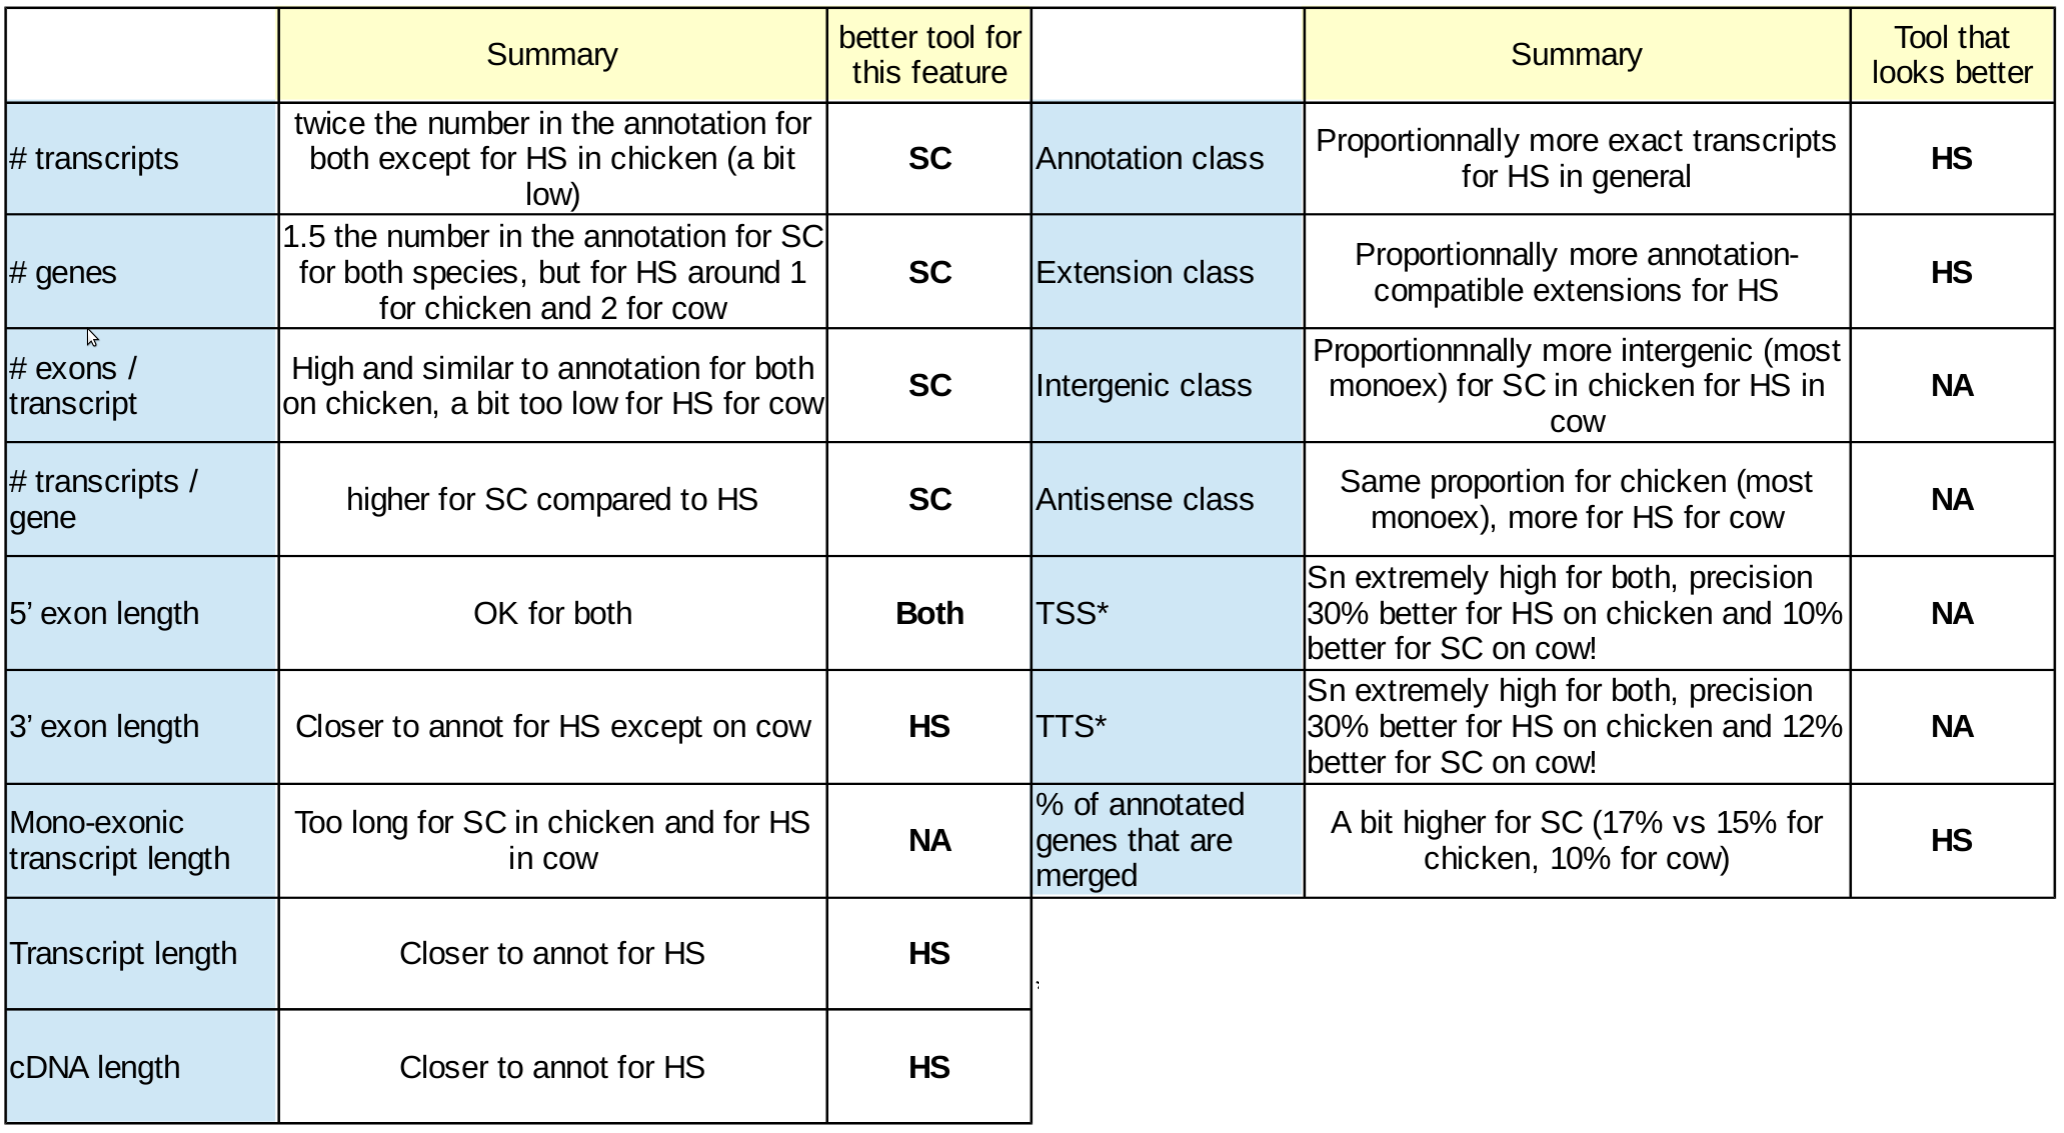 Summary
better tool for
this feature
# transcripts
twice the number in the annotation for
both except for HS in chicken (a bit
low)
SC
# genes
1.5 the number in the annotation for SC
for both species, but for HS around 1
for chicken and 2 for cow
SC
# exons /
transcript
High and similar to annotation for both
on chicken, a bit too low for HS for cow
SC
# transcripts /
gene
higher for SC compared to HS
SC
5’ exon length
OK for both
Both
3’ exon length
Closer to annot for HS except on cow
HS
Mono-exonic
transcript length
Too long for SC in chicken and for HS
in cow
NA
Transcript length
Closer to annot for HS
HS
cDNA length
Closer to annot for HS
HS
Summary
Tool that
looks better
Annotation class
Proportionnally more exact transcripts
for HS in general
HS
Extension class
Proportionnally more annotation-
compatible extensions for HS
HS
Intergenic class
Proportionnnally more intergenic (most
monoex) for SC in chicken for HS in
cow
NA
Antisense class
Same proportion for chicken (most
monoex), more for HS for cow
NA
TSS*
Sn extremely high for both, precision
30% better for HS on chicken and 10%
better for SC on cow!
NA
TTS*
Sn extremely high for both, precision
30% better for HS on chicken and 12%
better for SC on cow!
NA
% of annotated
genes that are
merged
A bit higher for SC (17% vs 15% for
chicken, 10% for cow)
HS